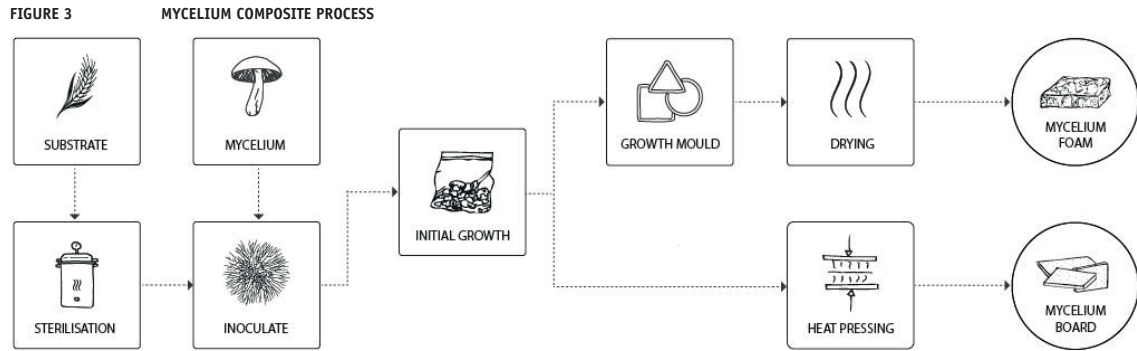 FIGURE 3 MYCELIUM COMPOSITE PROCESS
SUBSTRATE
MYCELIUM
STERILISATION
INOCULATE
INITIAL GROWTH
GROWTH MOULD
DRYING
MYCELIUM
FOAM
HEAT PRESSING
MYCELIUM
BOARD